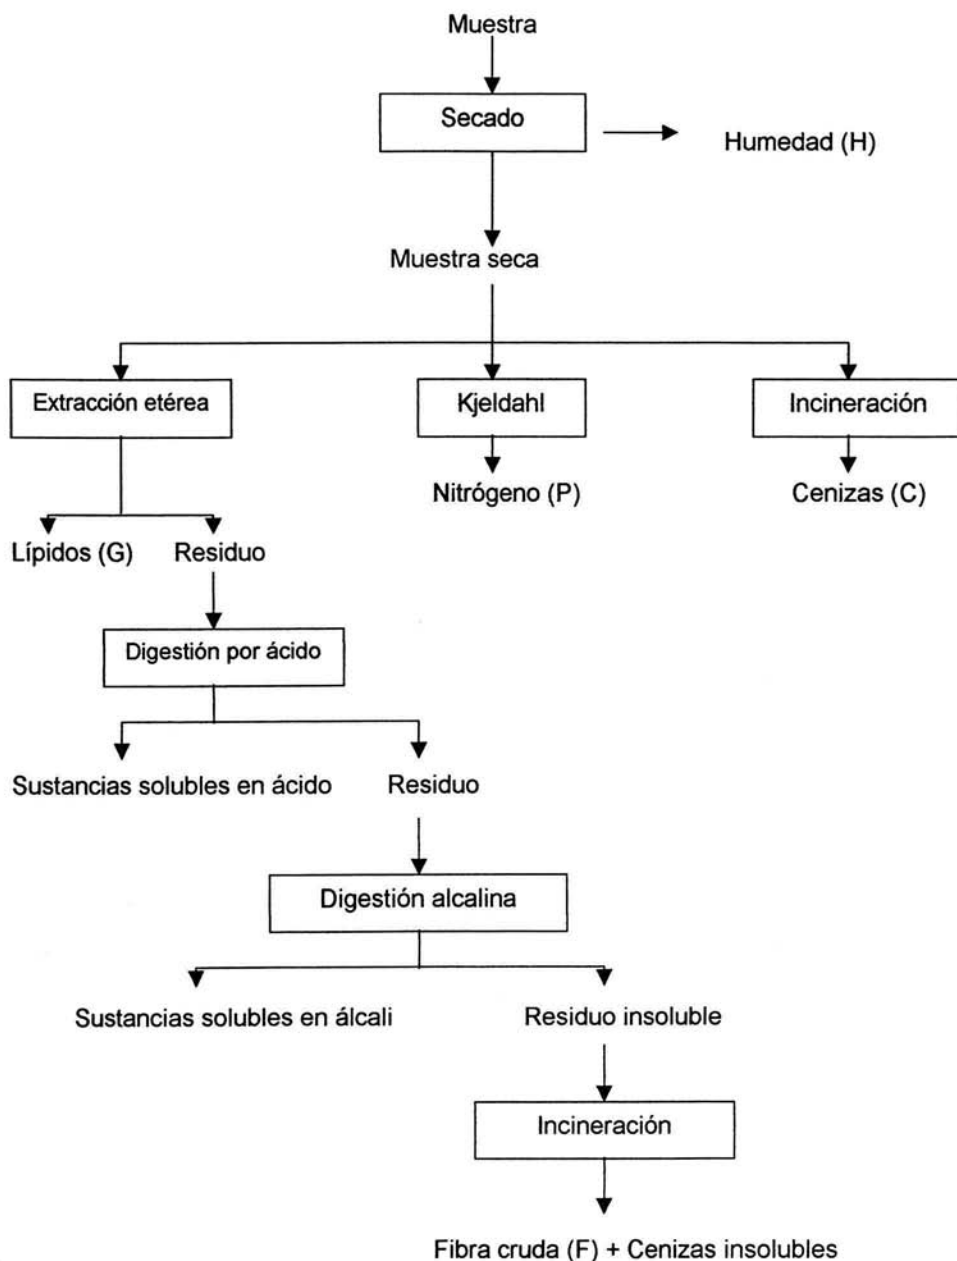 Muestra
Secado
Humedad (H)
Muestra seca
Extracción etérea
Kjeldahl
Incineración
Nitrógeno (P)
Cenizas (C)
Lípidos (G)
Residuo
Digestión por ácido
Sustancias solubles en ácido
Residuo
Digestión alcalina
Sustancias solubles en álcali
Residuo insoluble
Incineración
Fibra cruda (F) + Cenizas insolubles